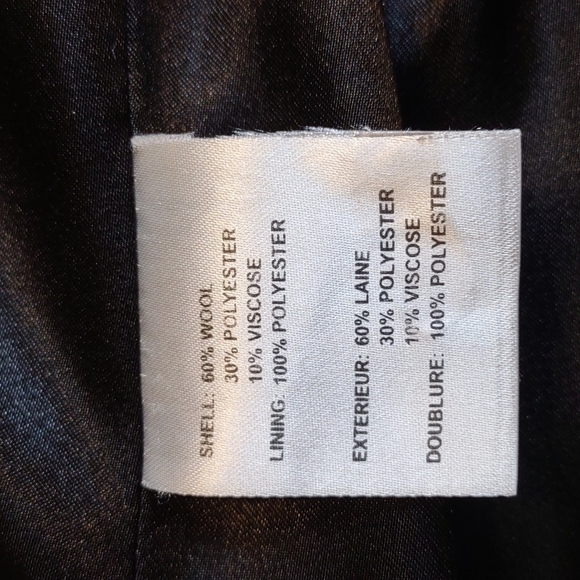 SHELL: 60% WOOL
30% POLYESTER
10% VISCOSE
LINING 100% POLYESTER
EXTERIEUR: 60% LAINE
30% POLYESTER
10% VISCOSE
DOUBLURE: 100% POLYESTER